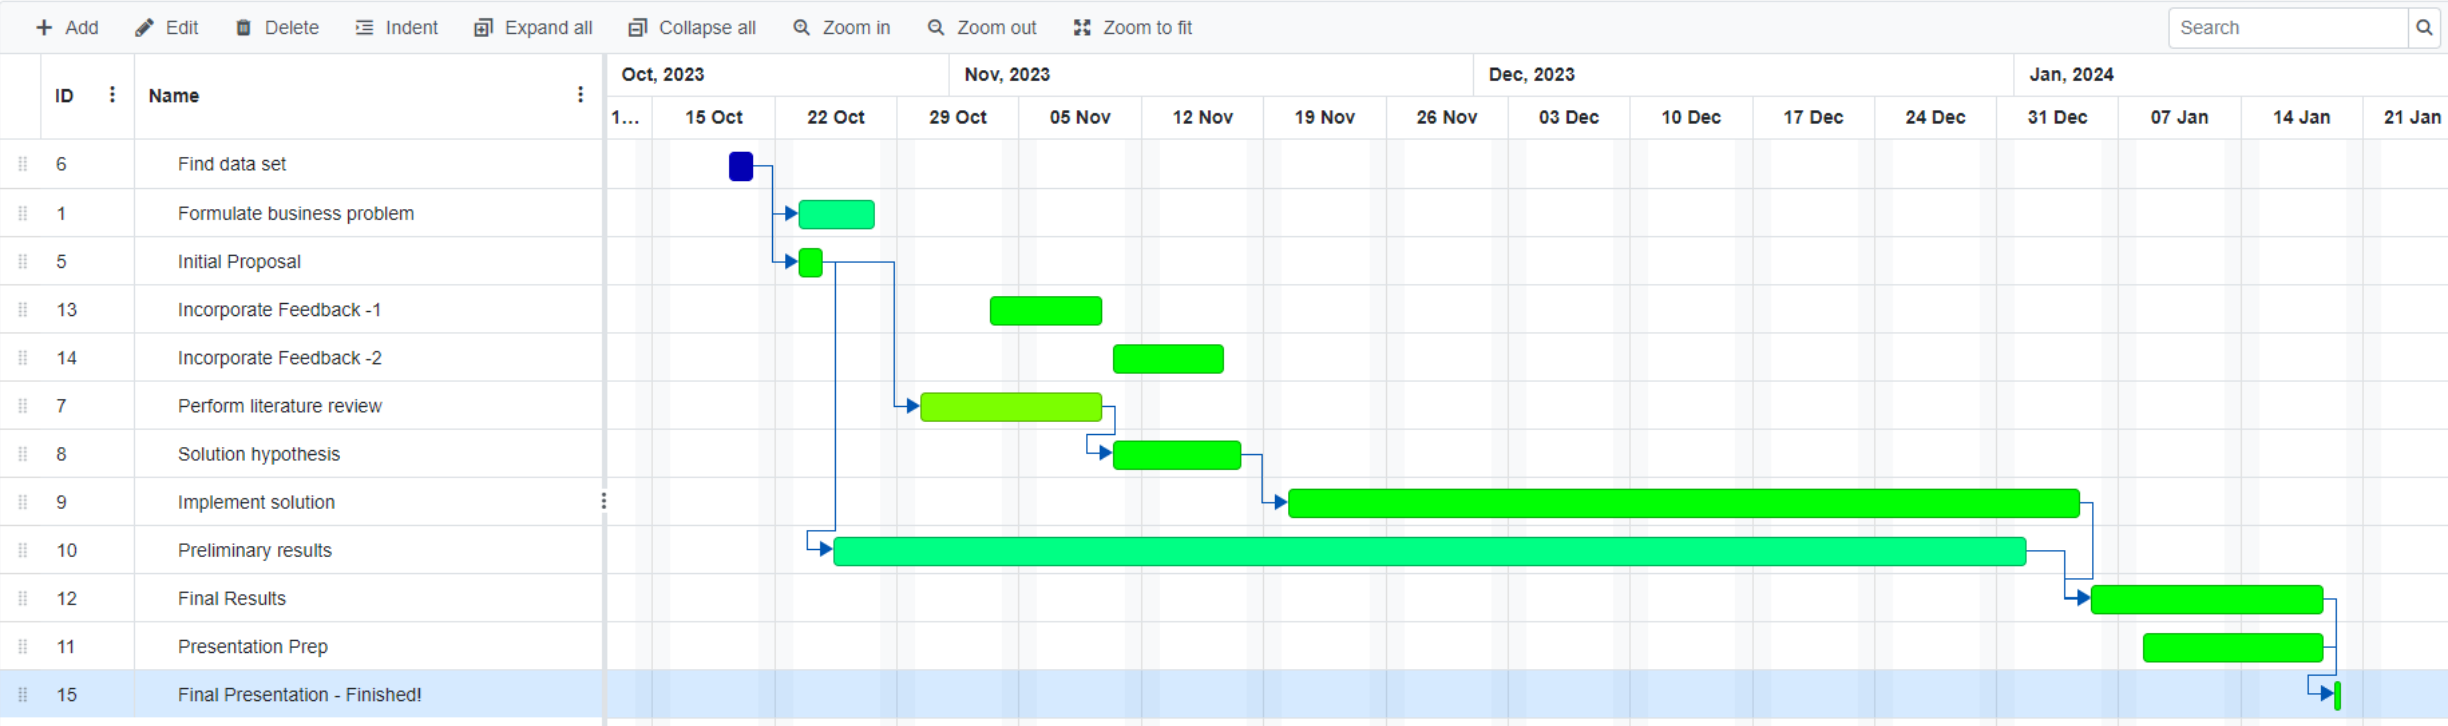 Add Edit Delete Indent Expand all Collapse all Zoom in Zoom out Zoom to fit Search
Oct, 2023 Nov, 2023 Dec, 2023 Jan, 2024
ID Name
1... 15 Oct 22 Oct 29 Oct 05 Nov 12 Nov 19 Nov 26 Nov 03 Dec 10 Dec 17 Dec 24 Dec 31 Dec 07 Jan 14 Jan 21 Jan
6 Find data set
1 Formulate business problem
5 Initial Proposal
13 Incorporate Feedback -1
14 Incorporate Feedback -2
7 Perform literature review
8 Solution hypothesis
9 Implement solution
10 Preliminary results
12 Final Results
11 Presentation Prep
15 Final Presentation - Finished!